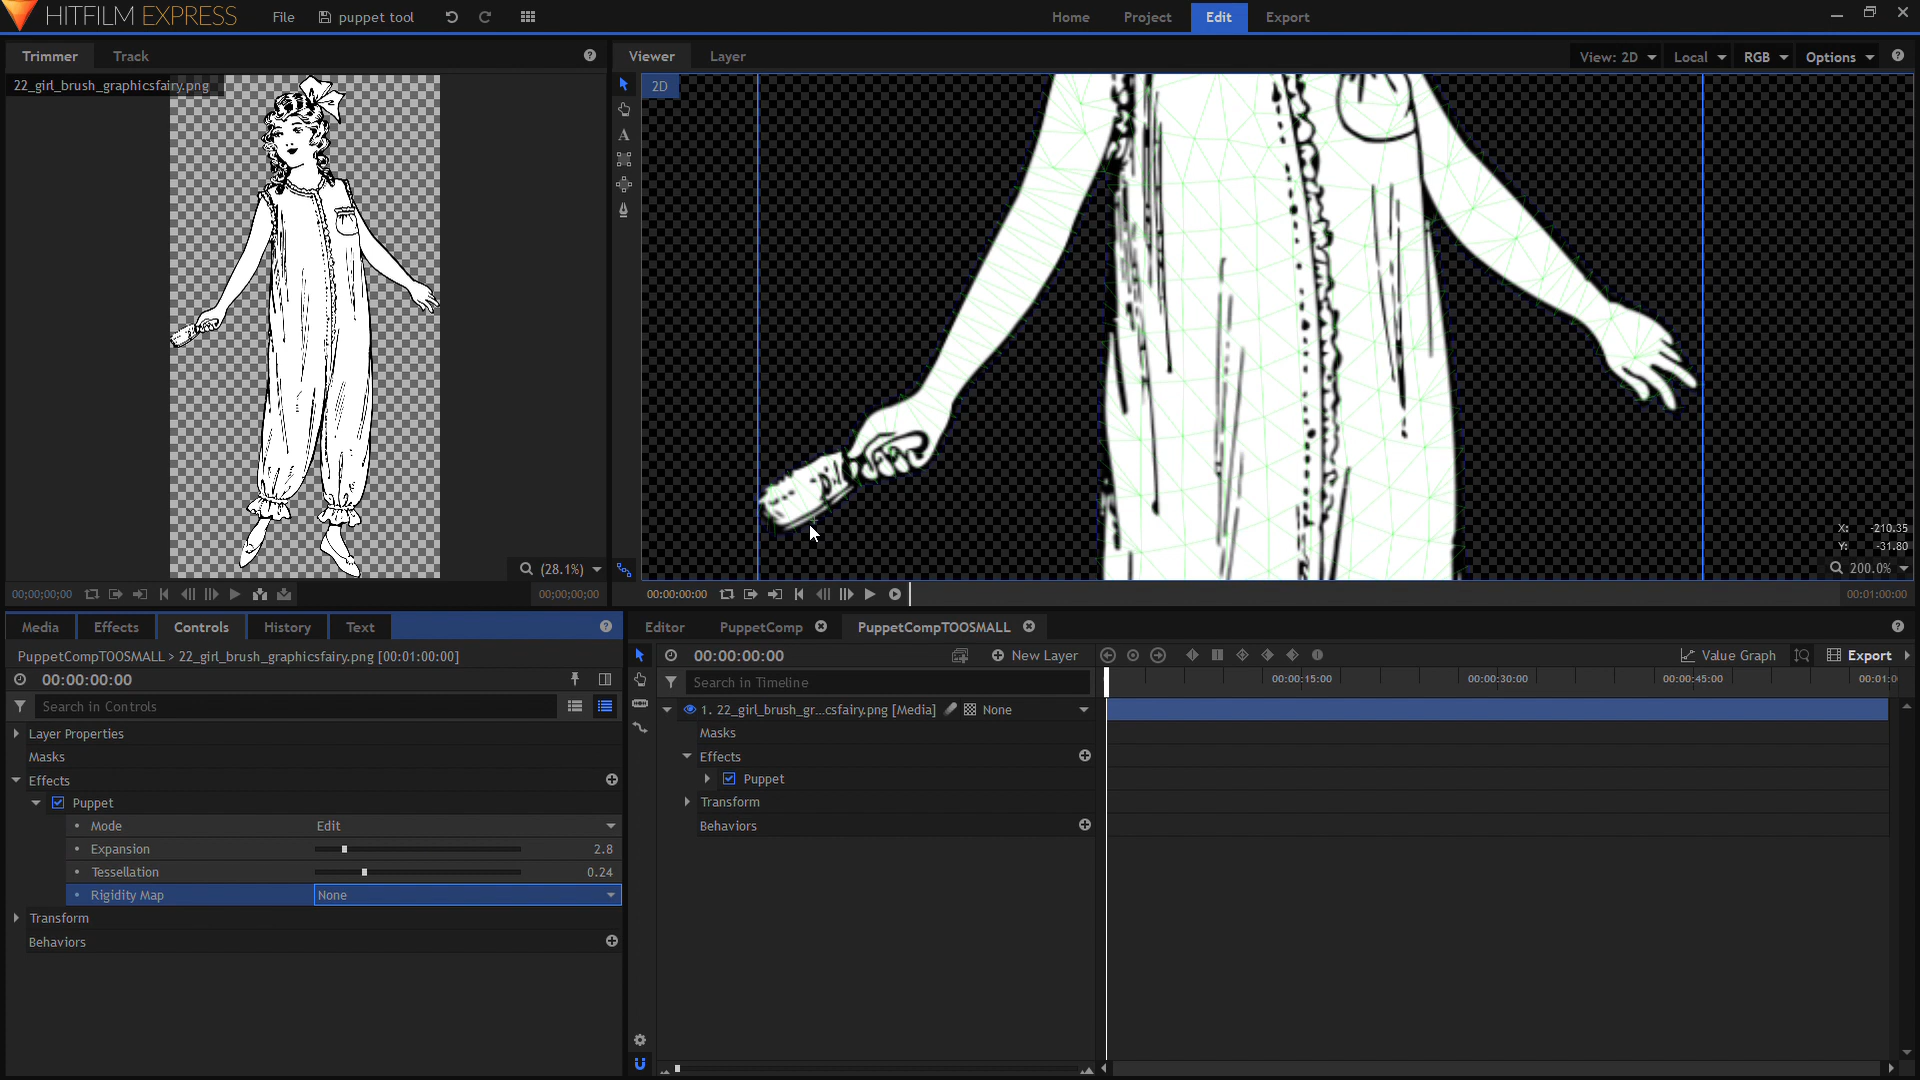 HITFILM EXPRESS
File
puppet tool
Home
Project
Edit
Export
Trimmer
Track
22_girl_brush_graphicsfairy.png
(28.1%)
00;00;00;00
00;00;00;00
Viewer
Layer
View: 2D
Local
RGB
Options
2D
X: -210.35
Y: -31.80
200.0%
00:00:00:00
00:01:00:00
Media
Effects
Controls
History
Text
PuppetCompTOOSMALL > 22_girl_brush_graphicsfairy.png [00:01:00:00]
00:00:00:00
Search in Controls
Layer Properties
Masks
Effects
Puppet
Mode Edit
Expansion 2.8
Tessellation 0.24
Rigidity Map None
Transform
Behaviors
Editor
PuppetComp
PuppetCompTOOSMALL
00:00:00:00
New Layer
Value Graph
Export
Search in Timeline
00:00:15:00
00:00:30:00
00:00:45:00
00:01:0
1. 22_girl_brush_gr...csfairy.png [Media]
None
Masks
Effects
Puppet
Transform
Behaviors